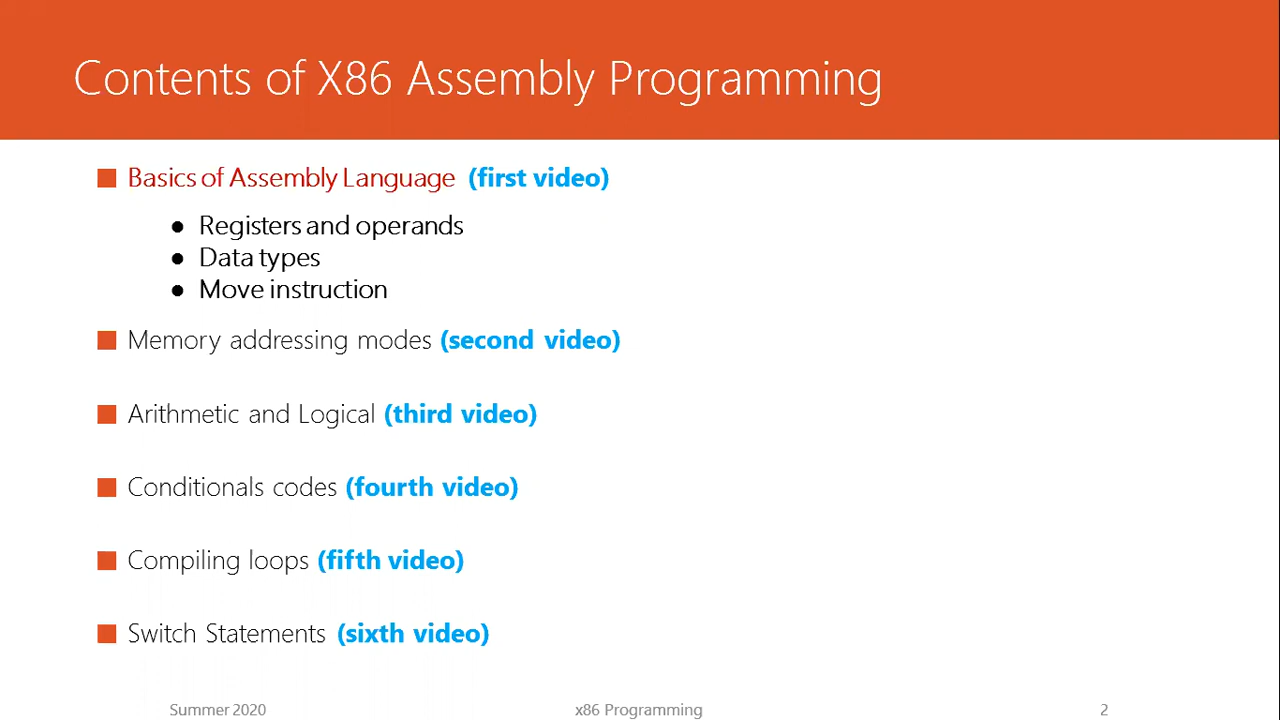 Contents of X86 Assembly Programming
Basics of Assembly Language (first video)
● Registers and operands
● Data types
● Move instruction
Memory addressing modes (second video)
Arithmetic and Logical (third video)
Conditionals codes (fourth video)
Compiling loops (fifth video)
Switch Statements (sixth video)
Summer 2020 x86 Programming 2